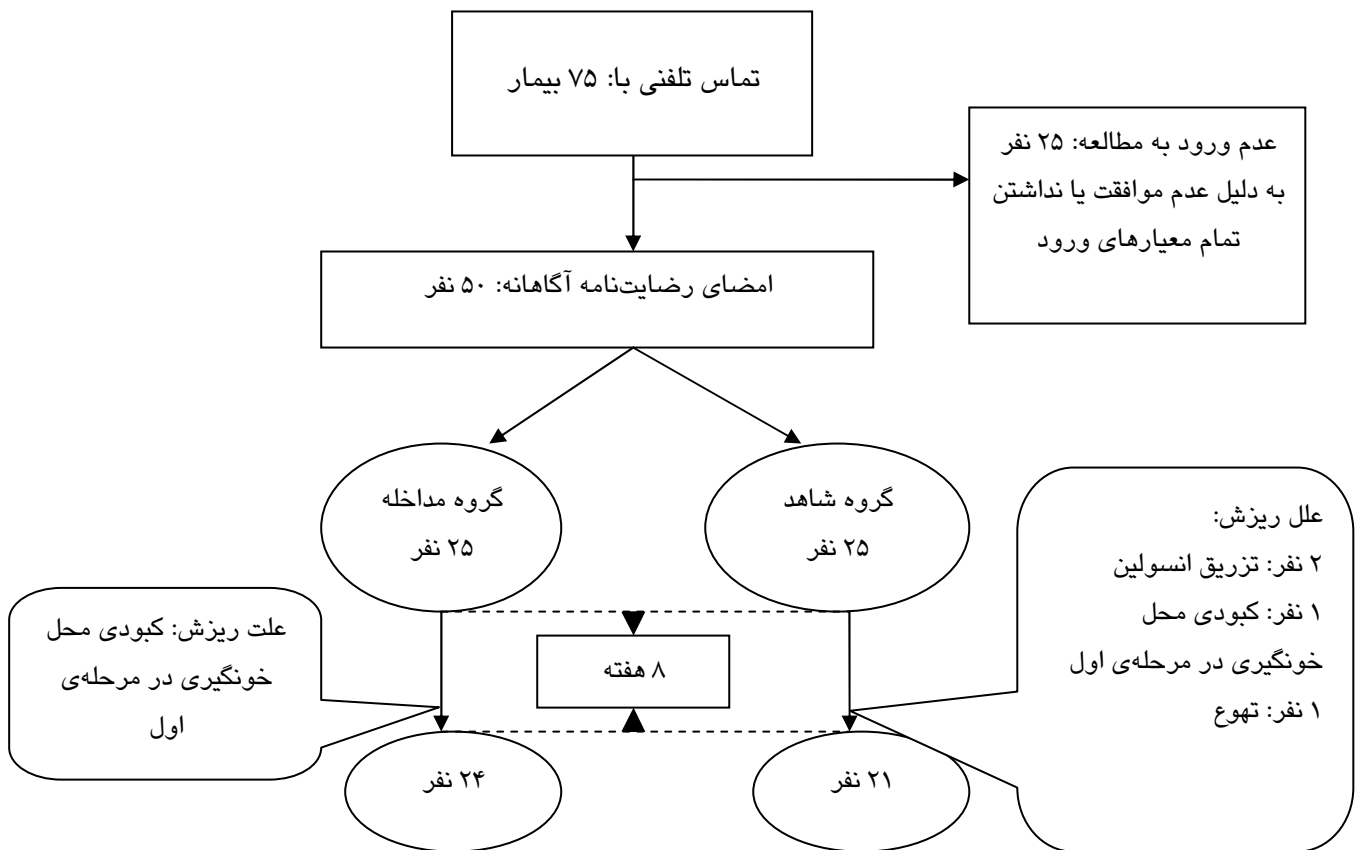 تماس تلفنی با: ۷۵ بیمار
عدم ورود به مطالعه: ۲۵ نفر
به دلیل عدم موافقت یا نداشتن
تمام معیارهای ورود
امضای رضایت‌نامه آگاهانه: ۵۰ نفر
گروه شاهد
۲۵ نفر
گروه مداخله
۲۵ نفر
علل ریزش:
۲ نفر: تزریق انسولین
۱ نفر: کبودی محل
خونگیری در مرحله‌ی اول
۱ نفر: تهوع
۸ هفته
علت ریزش: کبودی محل
خونگیری در مرحله‌ی
اول
۲۱ نفر
۲۴ نفر